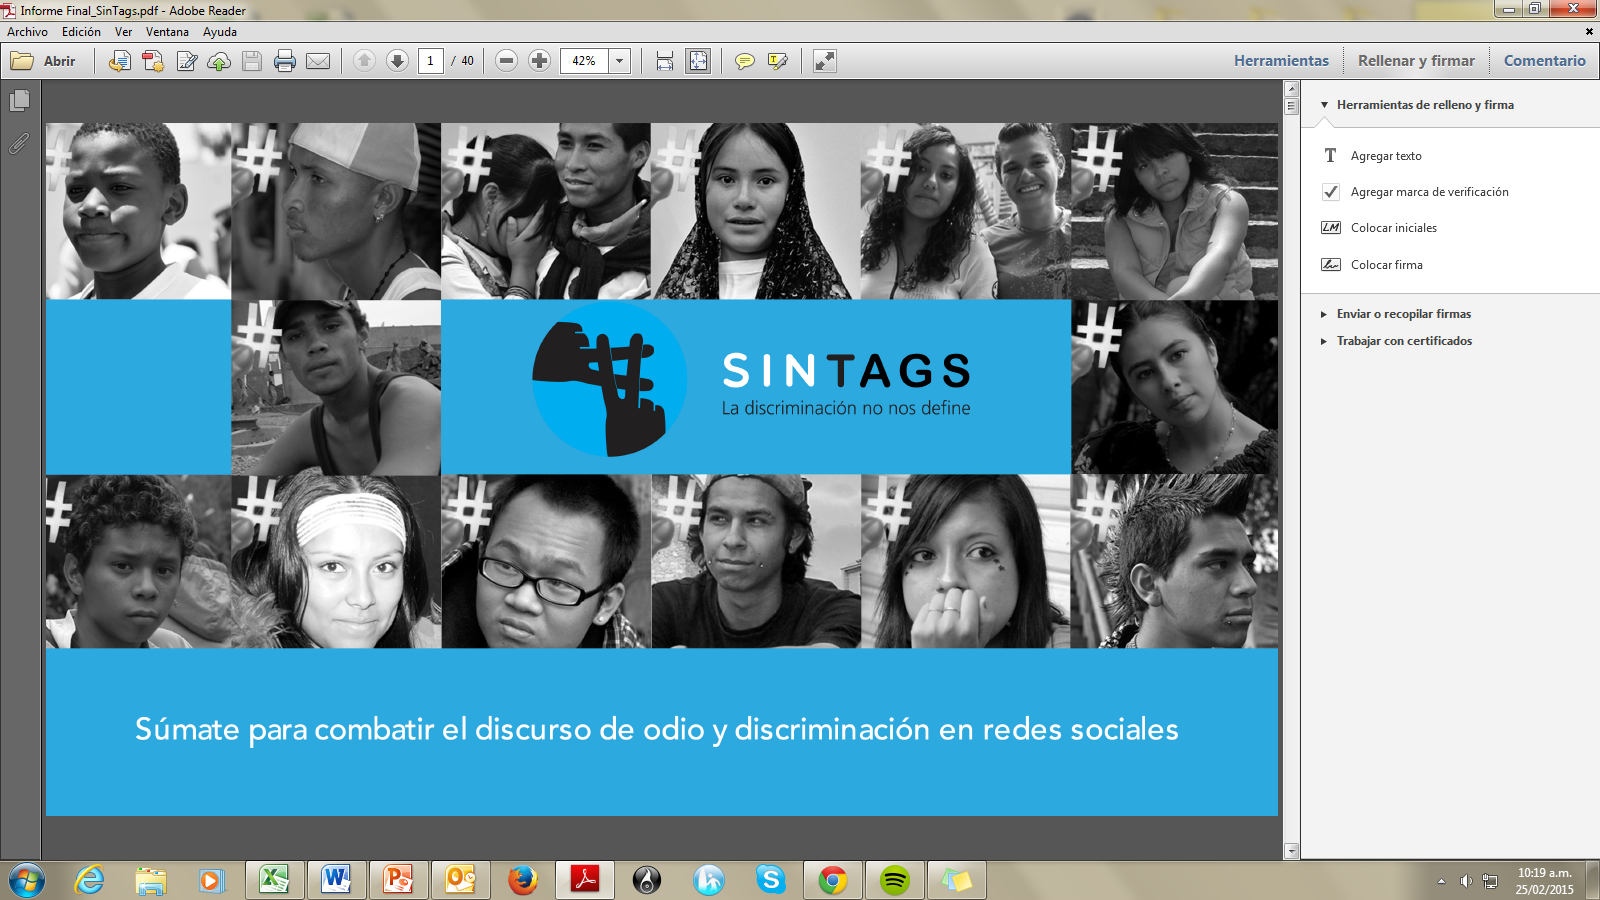 Informe Final_SinTags.pdf - Adobe Reader
Archivo Edición Ver Ventana Ayuda
Abrir 1 / 40 42% Herramientas Rellenar y firmar Comentario
Herramientas de relleno y firma
T Agregar texto
Agregar marca de verificación
LM Colocar iniciales
Colocar firma
Enviar o recopilar firmas
Trabajar con certificados
# # # # # #
# #
SINTAGS
La discriminación no nos define
# # # # # #
Súmate para combatir el discurso de odio y discriminación en redes sociales
10:19 a.m.
25/02/2015